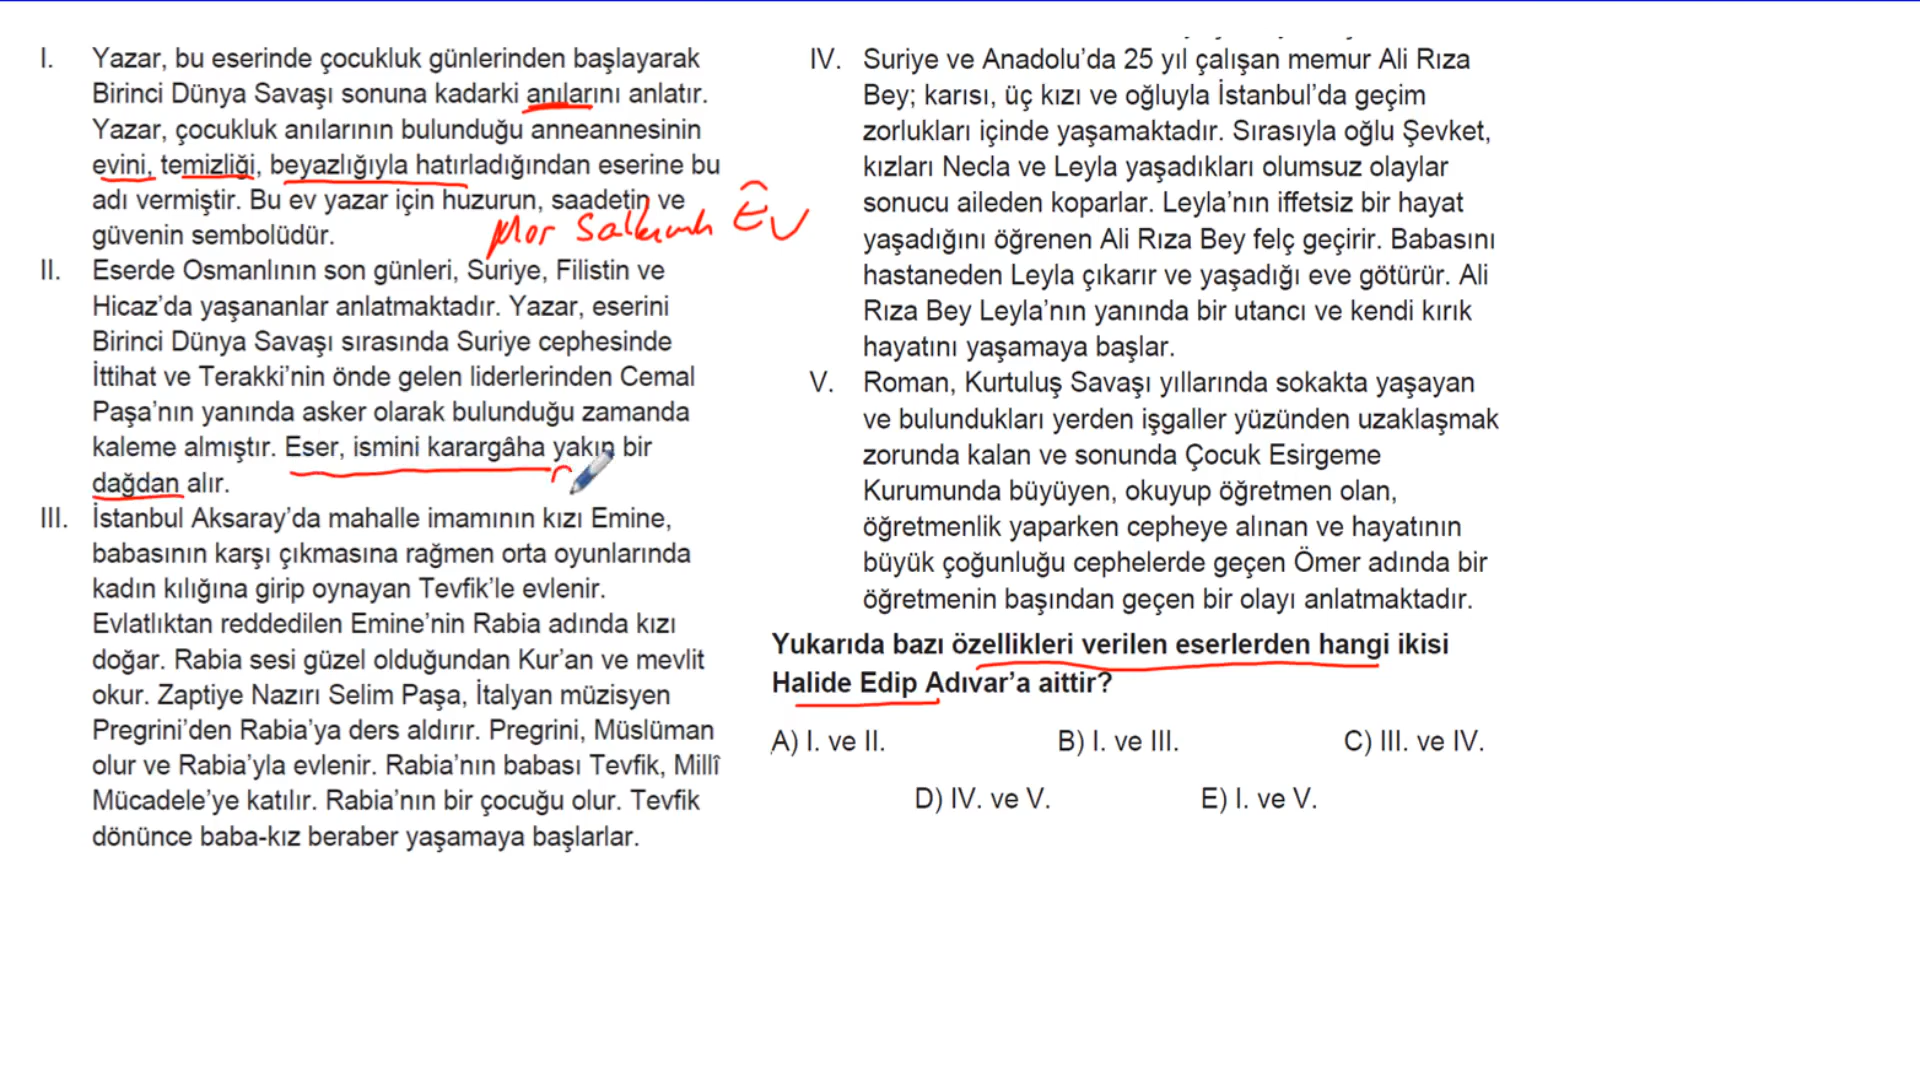 I. Yazar, bu eserinde çocukluk günlerinden başlayarak
Birinci Dünya Savaşı sonuna kadarki anılarını anlatır.
Yazar, çocukluk anılarının bulunduğu anneannesinin
evini, temizliği, beyazlığıyla hatırladığından eserine bu
adı vermiştir. Bu ev yazar için huzurun, saadetin ve
güvenin sembolüdür.
Mor Salkımlı Ev
II. Eserde Osmanlının son günleri, Suriye, Filistin ve
Hicaz’da yaşananlar anlatmaktadır. Yazar, eserini
Birinci Dünya Savaşı sırasında Suriye cephesinde
İttihat ve Terakki’nin önde gelen liderlerinden Cemal
Paşa’nın yanında asker olarak bulunduğu zamanda
kaleme almıştır. Eser, ismini karargâha yakın bir
dağdan alır.
III. İstanbul Aksaray’da mahalle imamının kızı Emine,
babasının karşı çıkmasına rağmen orta oyunlarında
kadın kılığına girip oynayan Tevfik’le evlenir.
Evlatlıktan reddedilen Emine’nin Rabia adında kızı
doğar. Rabia sesi güzel olduğundan Kur’an ve mevlit
okur. Zaptiye Nazırı Selim Paşa, İtalyan müzisyen
Pregrini’den Rabia’ya ders aldırır. Pregrini, Müslüman
olur ve Rabia’yla evlenir. Rabia’nın babası Tevfik, Millî
Mücadele’ye katılır. Rabia’nın bir çocuğu olur. Tevfik
dönünce baba-kız beraber yaşamaya başlarlar.
IV. Suriye ve Anadolu’da 25 yıl çalışan memur Ali Rıza
Bey; karısı, üç kızı ve oğluyla İstanbul’da geçim
zorlukları içinde yaşamaktadır. Sırasıyla oğlu Şevket,
kızları Necla ve Leyla yaşadıkları olumsuz olaylar
sonucu aileden koparlar. Leyla’nın iffetsiz bir hayat
yaşadığını öğrenen Ali Rıza Bey felç geçirir. Babasını
hastaneden Leyla çıkarır ve yaşadığı eve götürür. Ali
Rıza Bey Leyla’nın yanında bir utancı ve kendi kırık
hayatını yaşamaya başlar.
V. Roman, Kurtuluş Savaşı yıllarında sokakta yaşayan
ve bulundukları yerden işgaller yüzünden uzaklaşmak
zorunda kalan ve sonunda Çocuk Esirgeme
Kurumunda büyüyen, okuyup öğretmen olan,
öğretmenlik yaparken cepheye alınan ve hayatının
büyük çoğunluğu cephelerde geçen Ömer adında bir
öğretmenin başından geçen bir olayı anlatmaktadır.
Yukarıda bazı özellikleri verilen eserlerden hangi ikisi
Halide Edip Adıvar’a aittir?
A) I. ve II. B) I. ve III. C) III. ve IV.
D) IV. ve V. E) I. ve V.